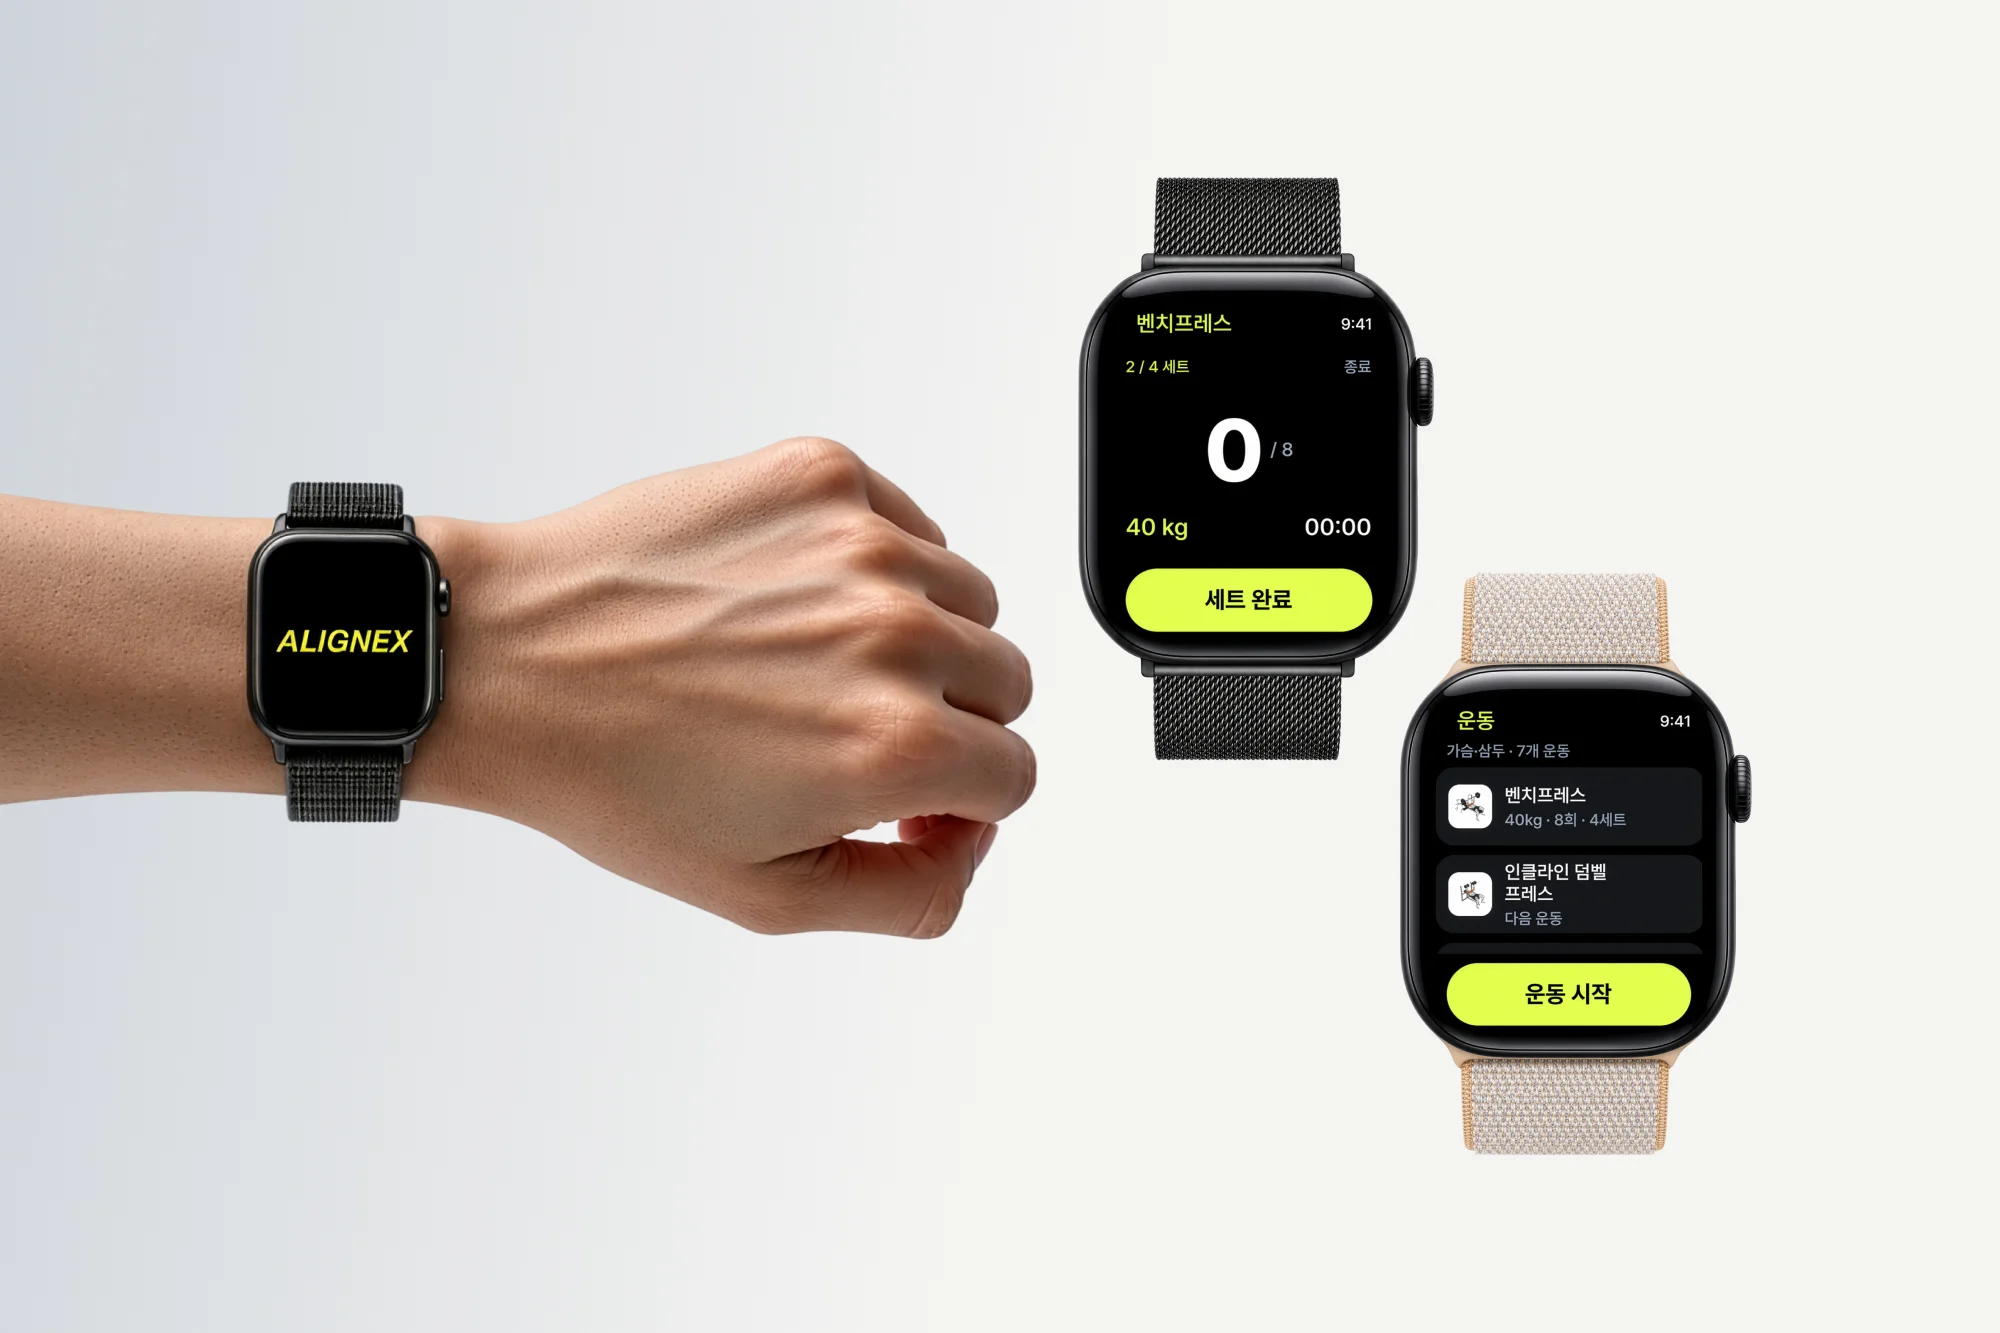 ALIGNEX
벤치프레스 9:41
2 / 4 세트 종료
0 / 8
40 kg 00:00
세트 완료
운동 9:41
가슴·삼두 · 7개 운동
벤치프레스
40kg · 8회 · 4세트
인클라인 덤벨
프레스
다음 운동
운동 시작